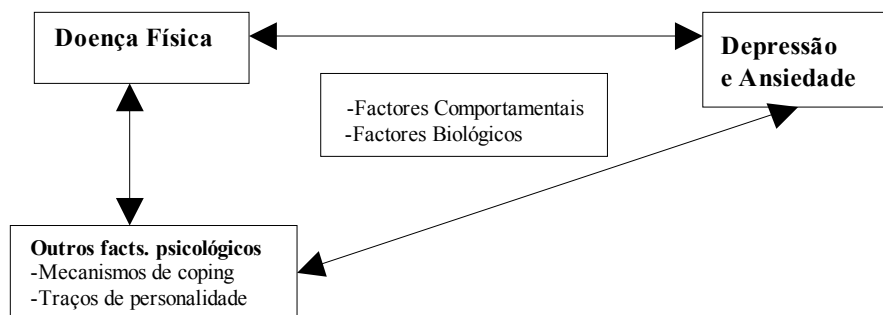 Doença Física
Depressão
e Ansiedade
-Factores Comportamentais
-Factores Biológicos
Outros facts. psicológicos
-Mecanismos de coping
-Traços de personalidade